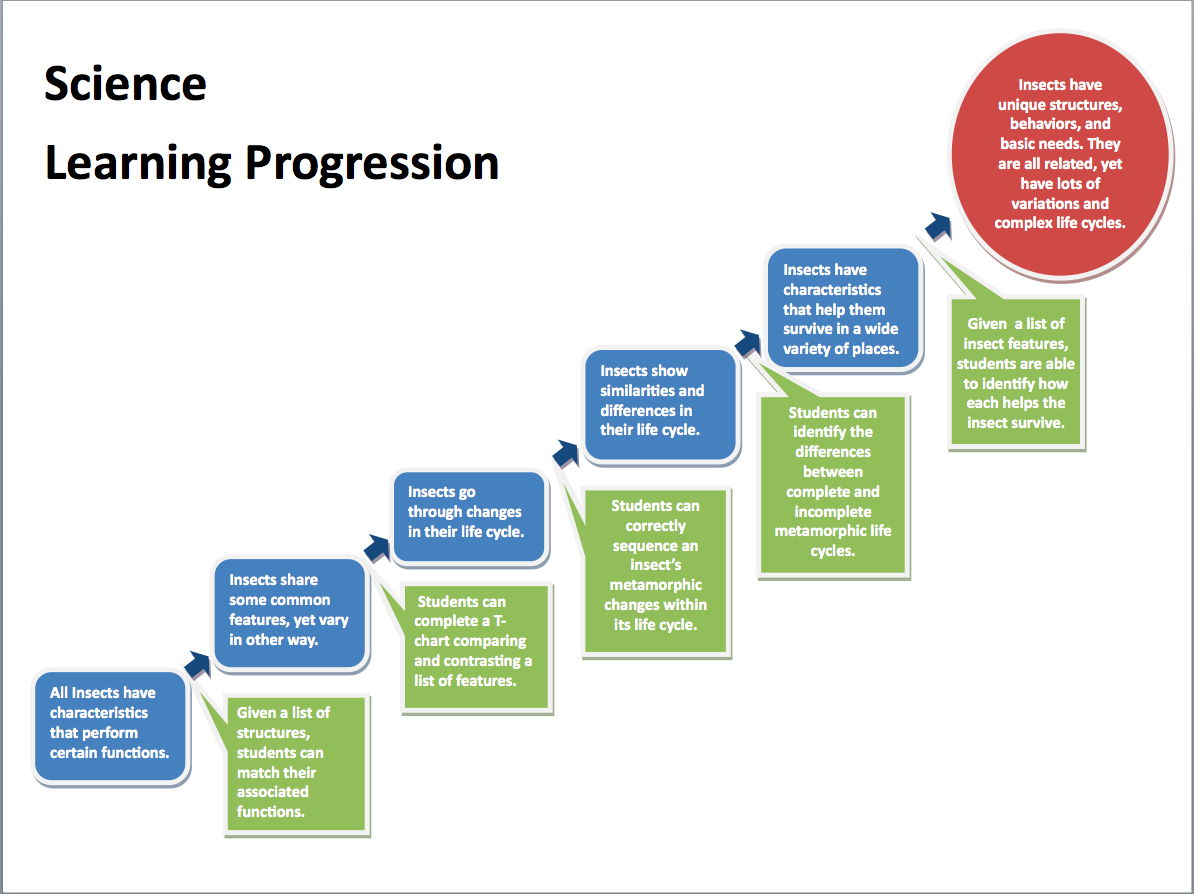 Science
Learning Progression
All Insects have
characteristics
that perform
certain functions.
Given a list of
structures,
students can
match their
associated
functions.
Insects share
some common
features, yet vary
in other way.
Students can
complete a T-
chart comparing
and contrasting a
list of features.
Insects go
through changes
in their life cycle.
Students can
correctly
sequence an
insect’s
metamorphic
changes within
its life cycle.
Insects show
similarities and
differences in
their life cycle.
Students can
identify the
differences
between
complete and
incomplete
metamorphic life
cycles.
Insects have
characteristics
that help them
survive in a wide
variety of places.
Given a list of
insect features,
students are able
to identify how
each helps the
insect survive.
Insects have
unique structures,
behaviors, and
basic needs. They
are all related, yet
have lots of
variations and
complex life cycles.